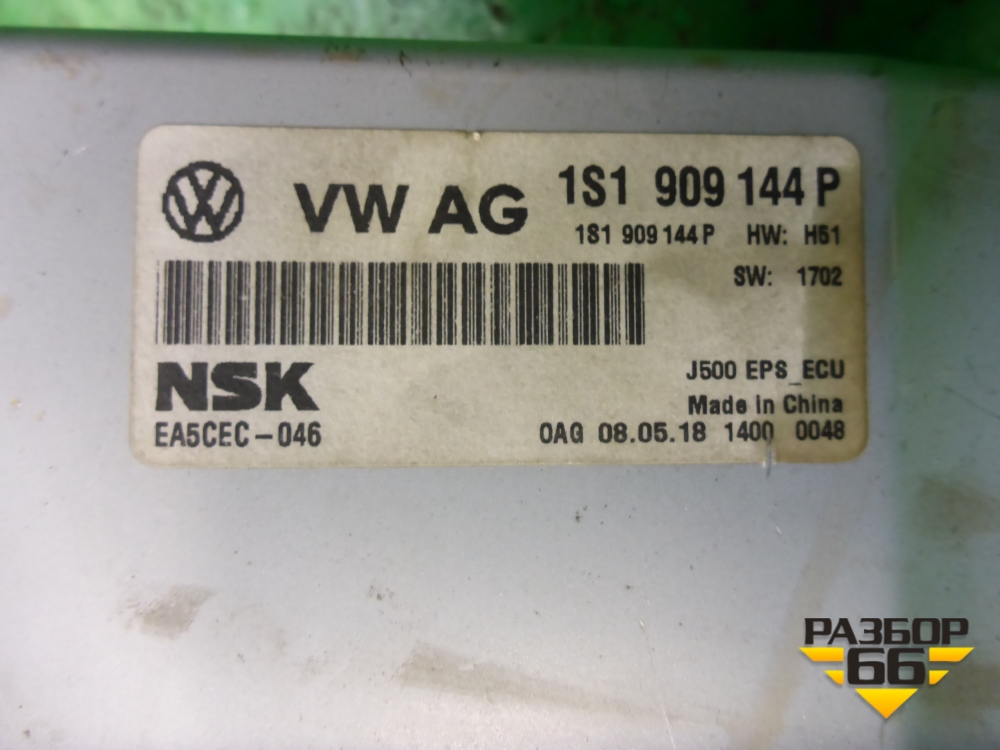 VW AG 1S1 909 144 P
1S1 909 144 P HW: H51
SW: 1702
NSK
J500 EPS_ECU
Made in China
EA5CEC-046
0AG 08.05.18 1400 0048
РАЗБОР
66